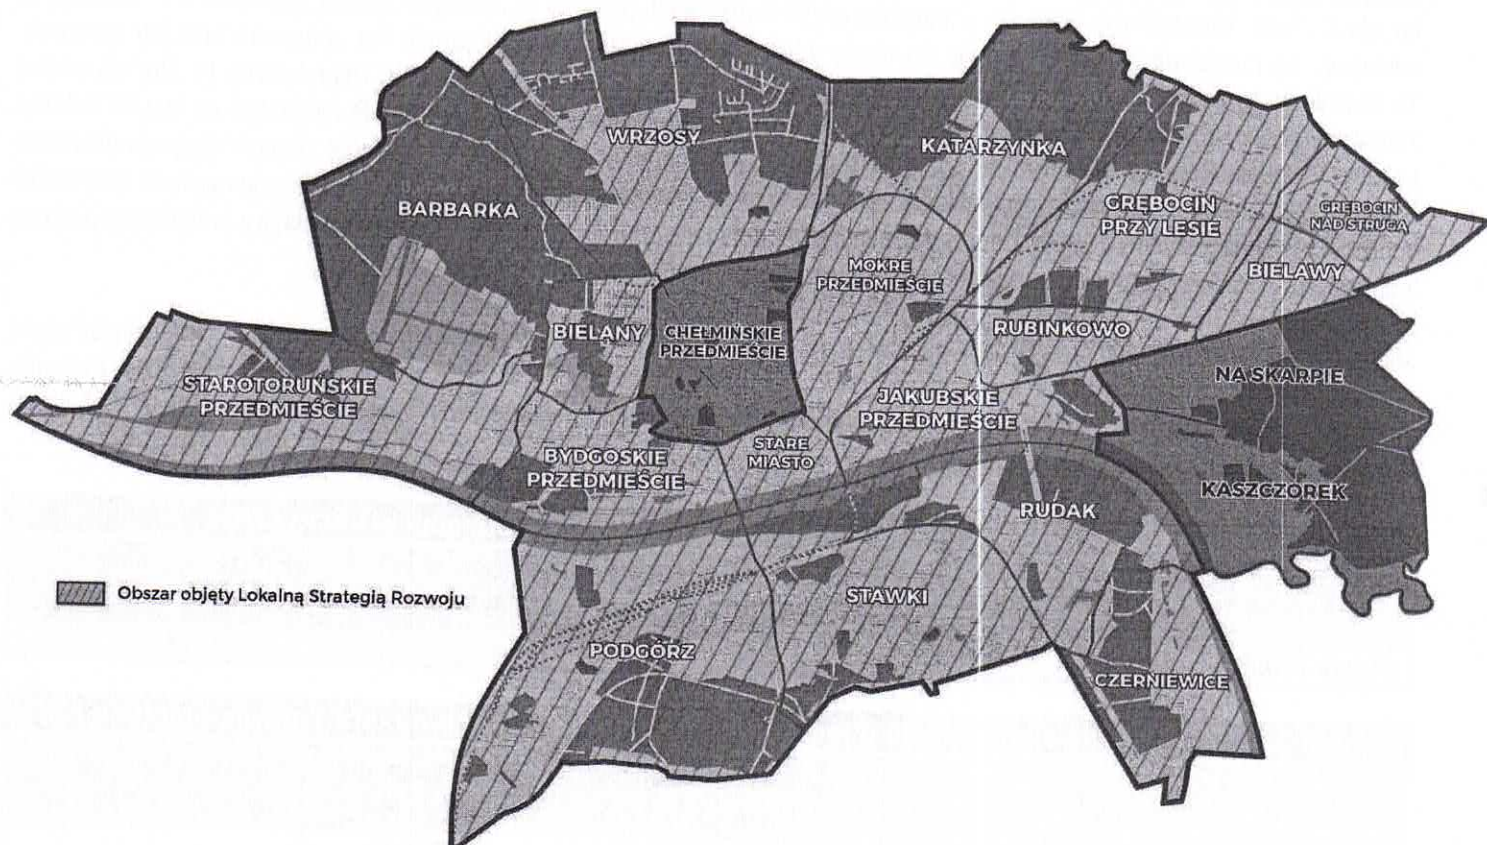 WRZOSY
KATARZYNKA
BARBARKA
GRĘBOCIN
PRZY LESIE
GRĘBOCIN
NAD STRUGĄ
MOKRE
PRZEDMIEŚCIE
BIELAWY
BIELANY
CHEŁMIŃSKIE
PRZEDMIEŚCIE
RUBINKOWO
NA SKARPIE
STAROTORUŃSKIE
PRZEDMIEŚCIE
JAKUBSKIE
PRZEDMIEŚCIE
STARE
MIASTO
BYDGOSKIE
PRZEDMIEŚCIE
KASZCZOREK
RUDAK
Obszar objęty Lokalną Strategią Rozwoju
STAWKI
PODGÓRZ
CZERNIEWICE